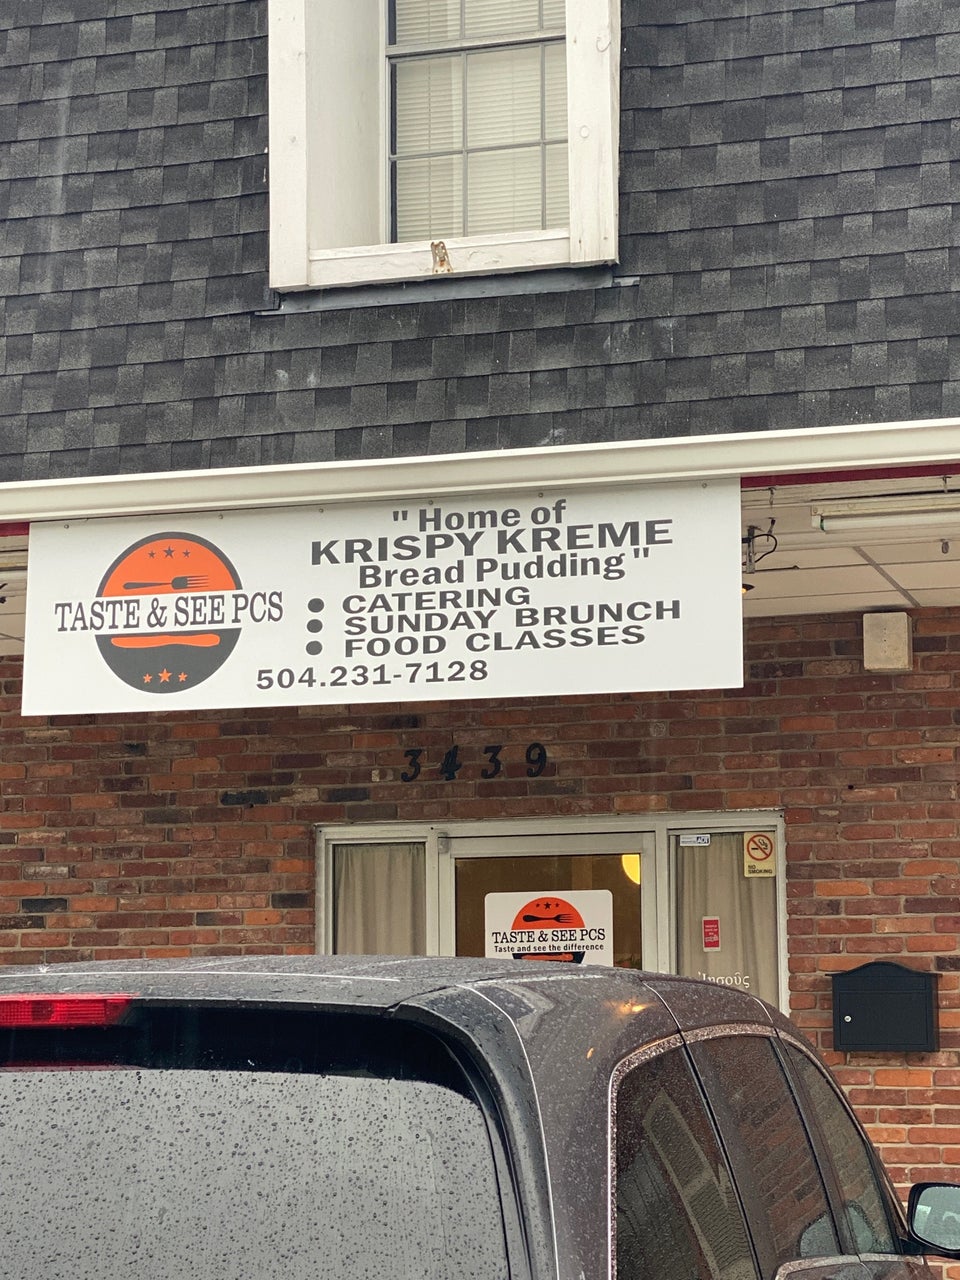 " Home of
KRISPY KREME
Bread Pudding "
TASTE & SEE PCS
• CATERING
• SUNDAY BRUNCH
• FOOD CLASSES
504.231-7128
3439
NO
SMOKING
TASTE & SEE PCS
Taste and see the difference
Ἰησοῦς